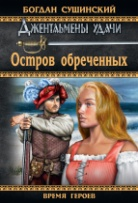 БОГДАН СУШИНСКИЙ
Джентльмены удачи
Остров обреченных
ВРЕМЯ ГЕРОЕВ